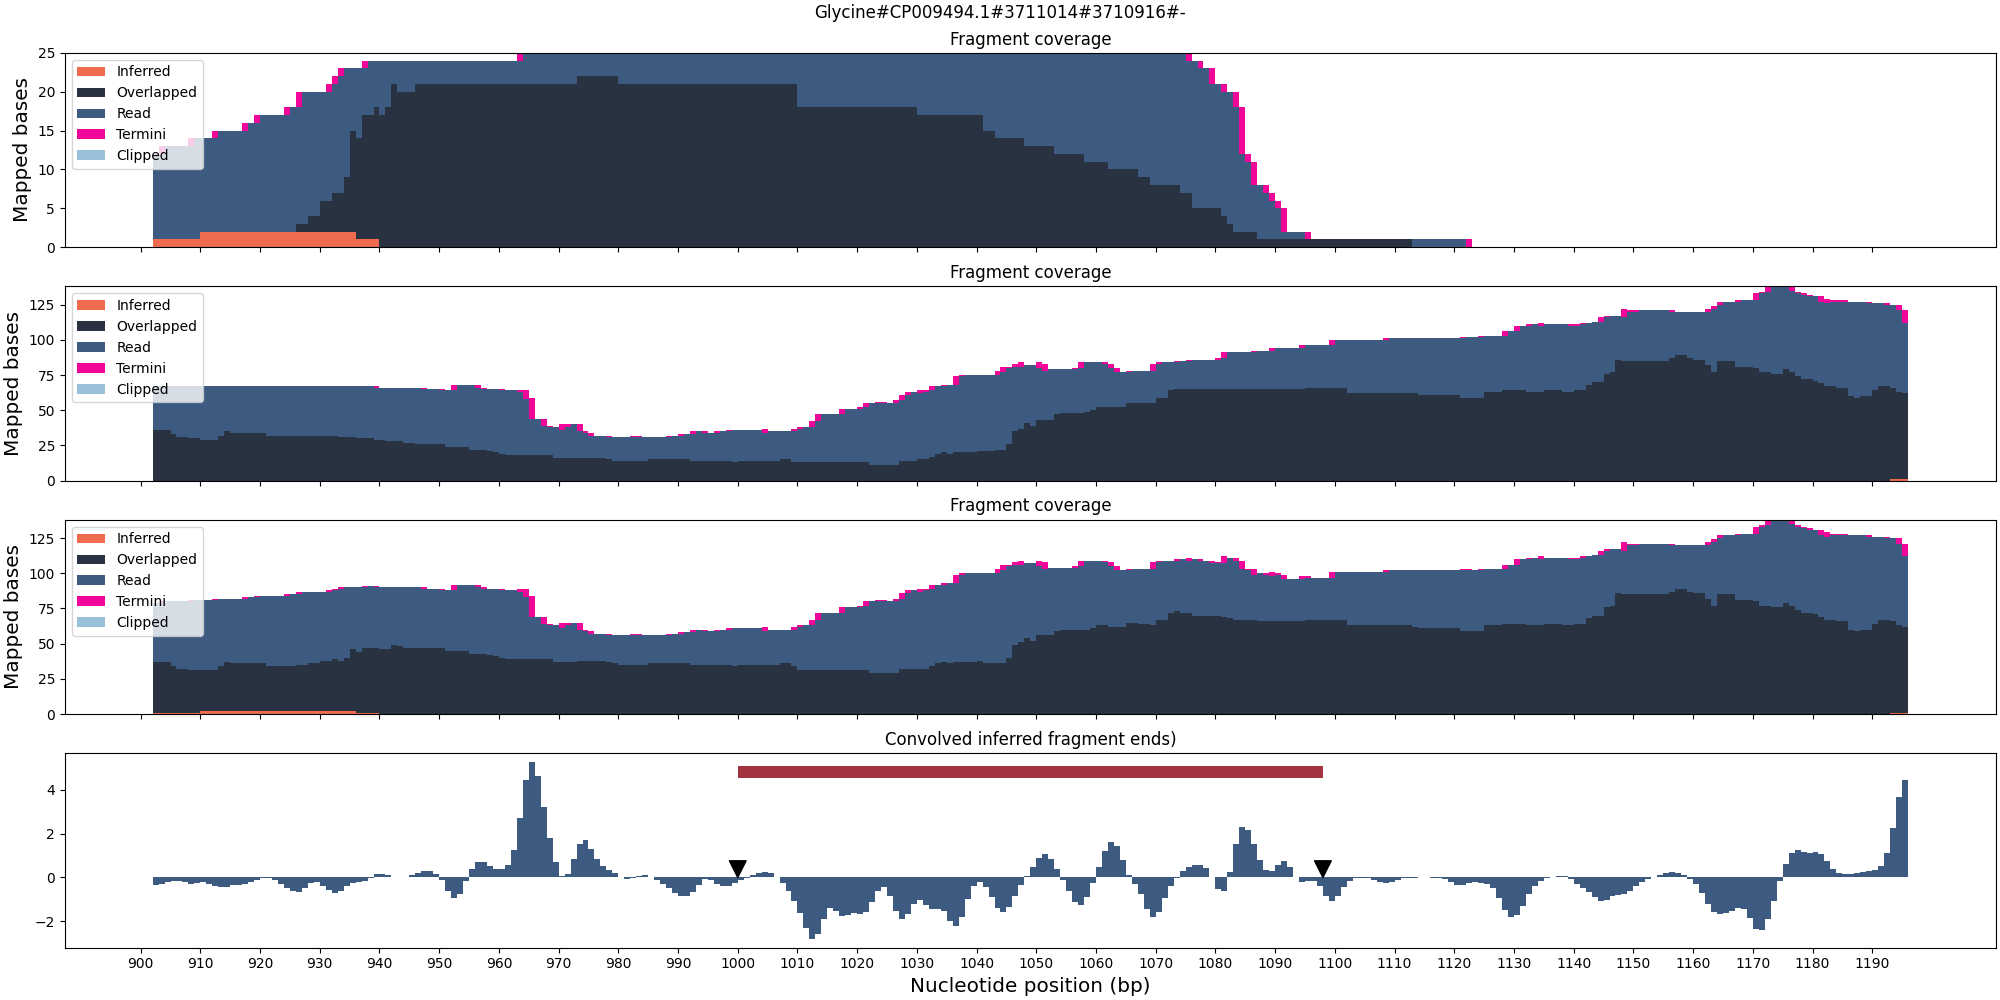 Glycine#CP009494.1#3711014#3710916#-
Fragment coverage
25
20
15
10
5
0
Mapped bases
Inferred
Overlapped
Read
Termini
Clipped
Fragment coverage
125
100
75
50
25
0
Mapped bases
Inferred
Overlapped
Read
Termini
Clipped
Fragment coverage
125
100
75
50
25
0
Mapped bases
Inferred
Overlapped
Read
Termini
Clipped
Convolved inferred fragment ends)
4
2
0
−2
900 910 920 930 940 950 960 970 980 990 1000 1010 1020 1030 1040 1050 1060 1070 1080 1090 1100 1110 1120 1130 1140 1150 1160 1170 1180 1190
Nucleotide position (bp)